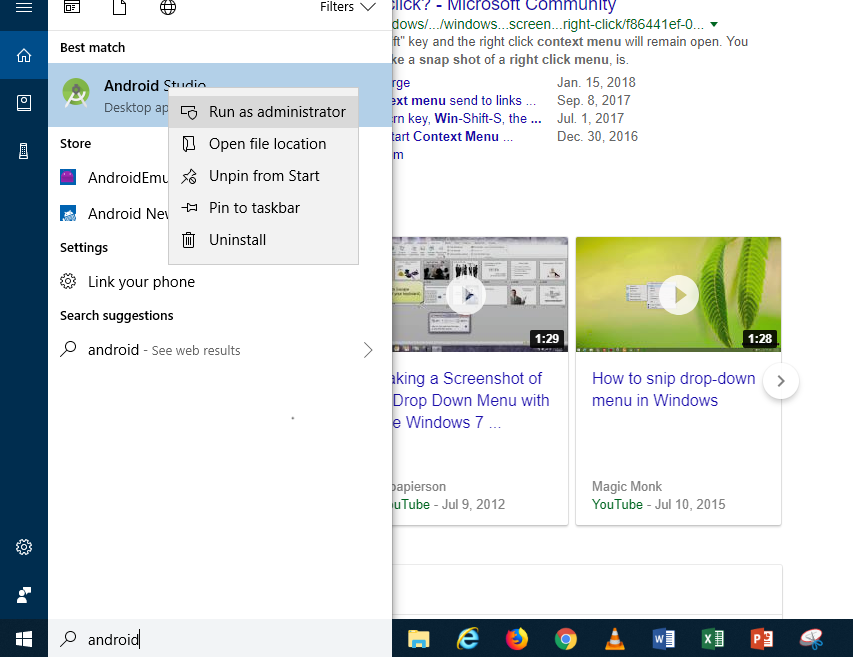 Filters
Best match
Android Studio
Desktop ap
Run as administrator
Open file location
Unpin from Start
Pin to taskbar
Uninstall
Store
AndroidEmu
Android Nev
Settings
Link your phone
Search suggestions
android - See web results
android
click? - Microsoft Community
dows/.../windows...screen...right-click/f86441ef-0...
ft" key and the right click context menu will remain open. You
ke a snap shot of a right click menu, is.
rge Jan. 15, 2018
ext menu send to links ... Sep. 8, 2017
rn key, Win-Shift-S, the ... Jul. 1, 2017
tart Context Menu ... Dec. 30, 2016
m
1:29
aking a Screenshot of
Drop Down Menu with
e Windows 7 ...
papierson
uTube - Jul 9, 2012
1:28
How to snip drop-down
menu in Windows
Magic Monk
YouTube - Jul 10, 2015